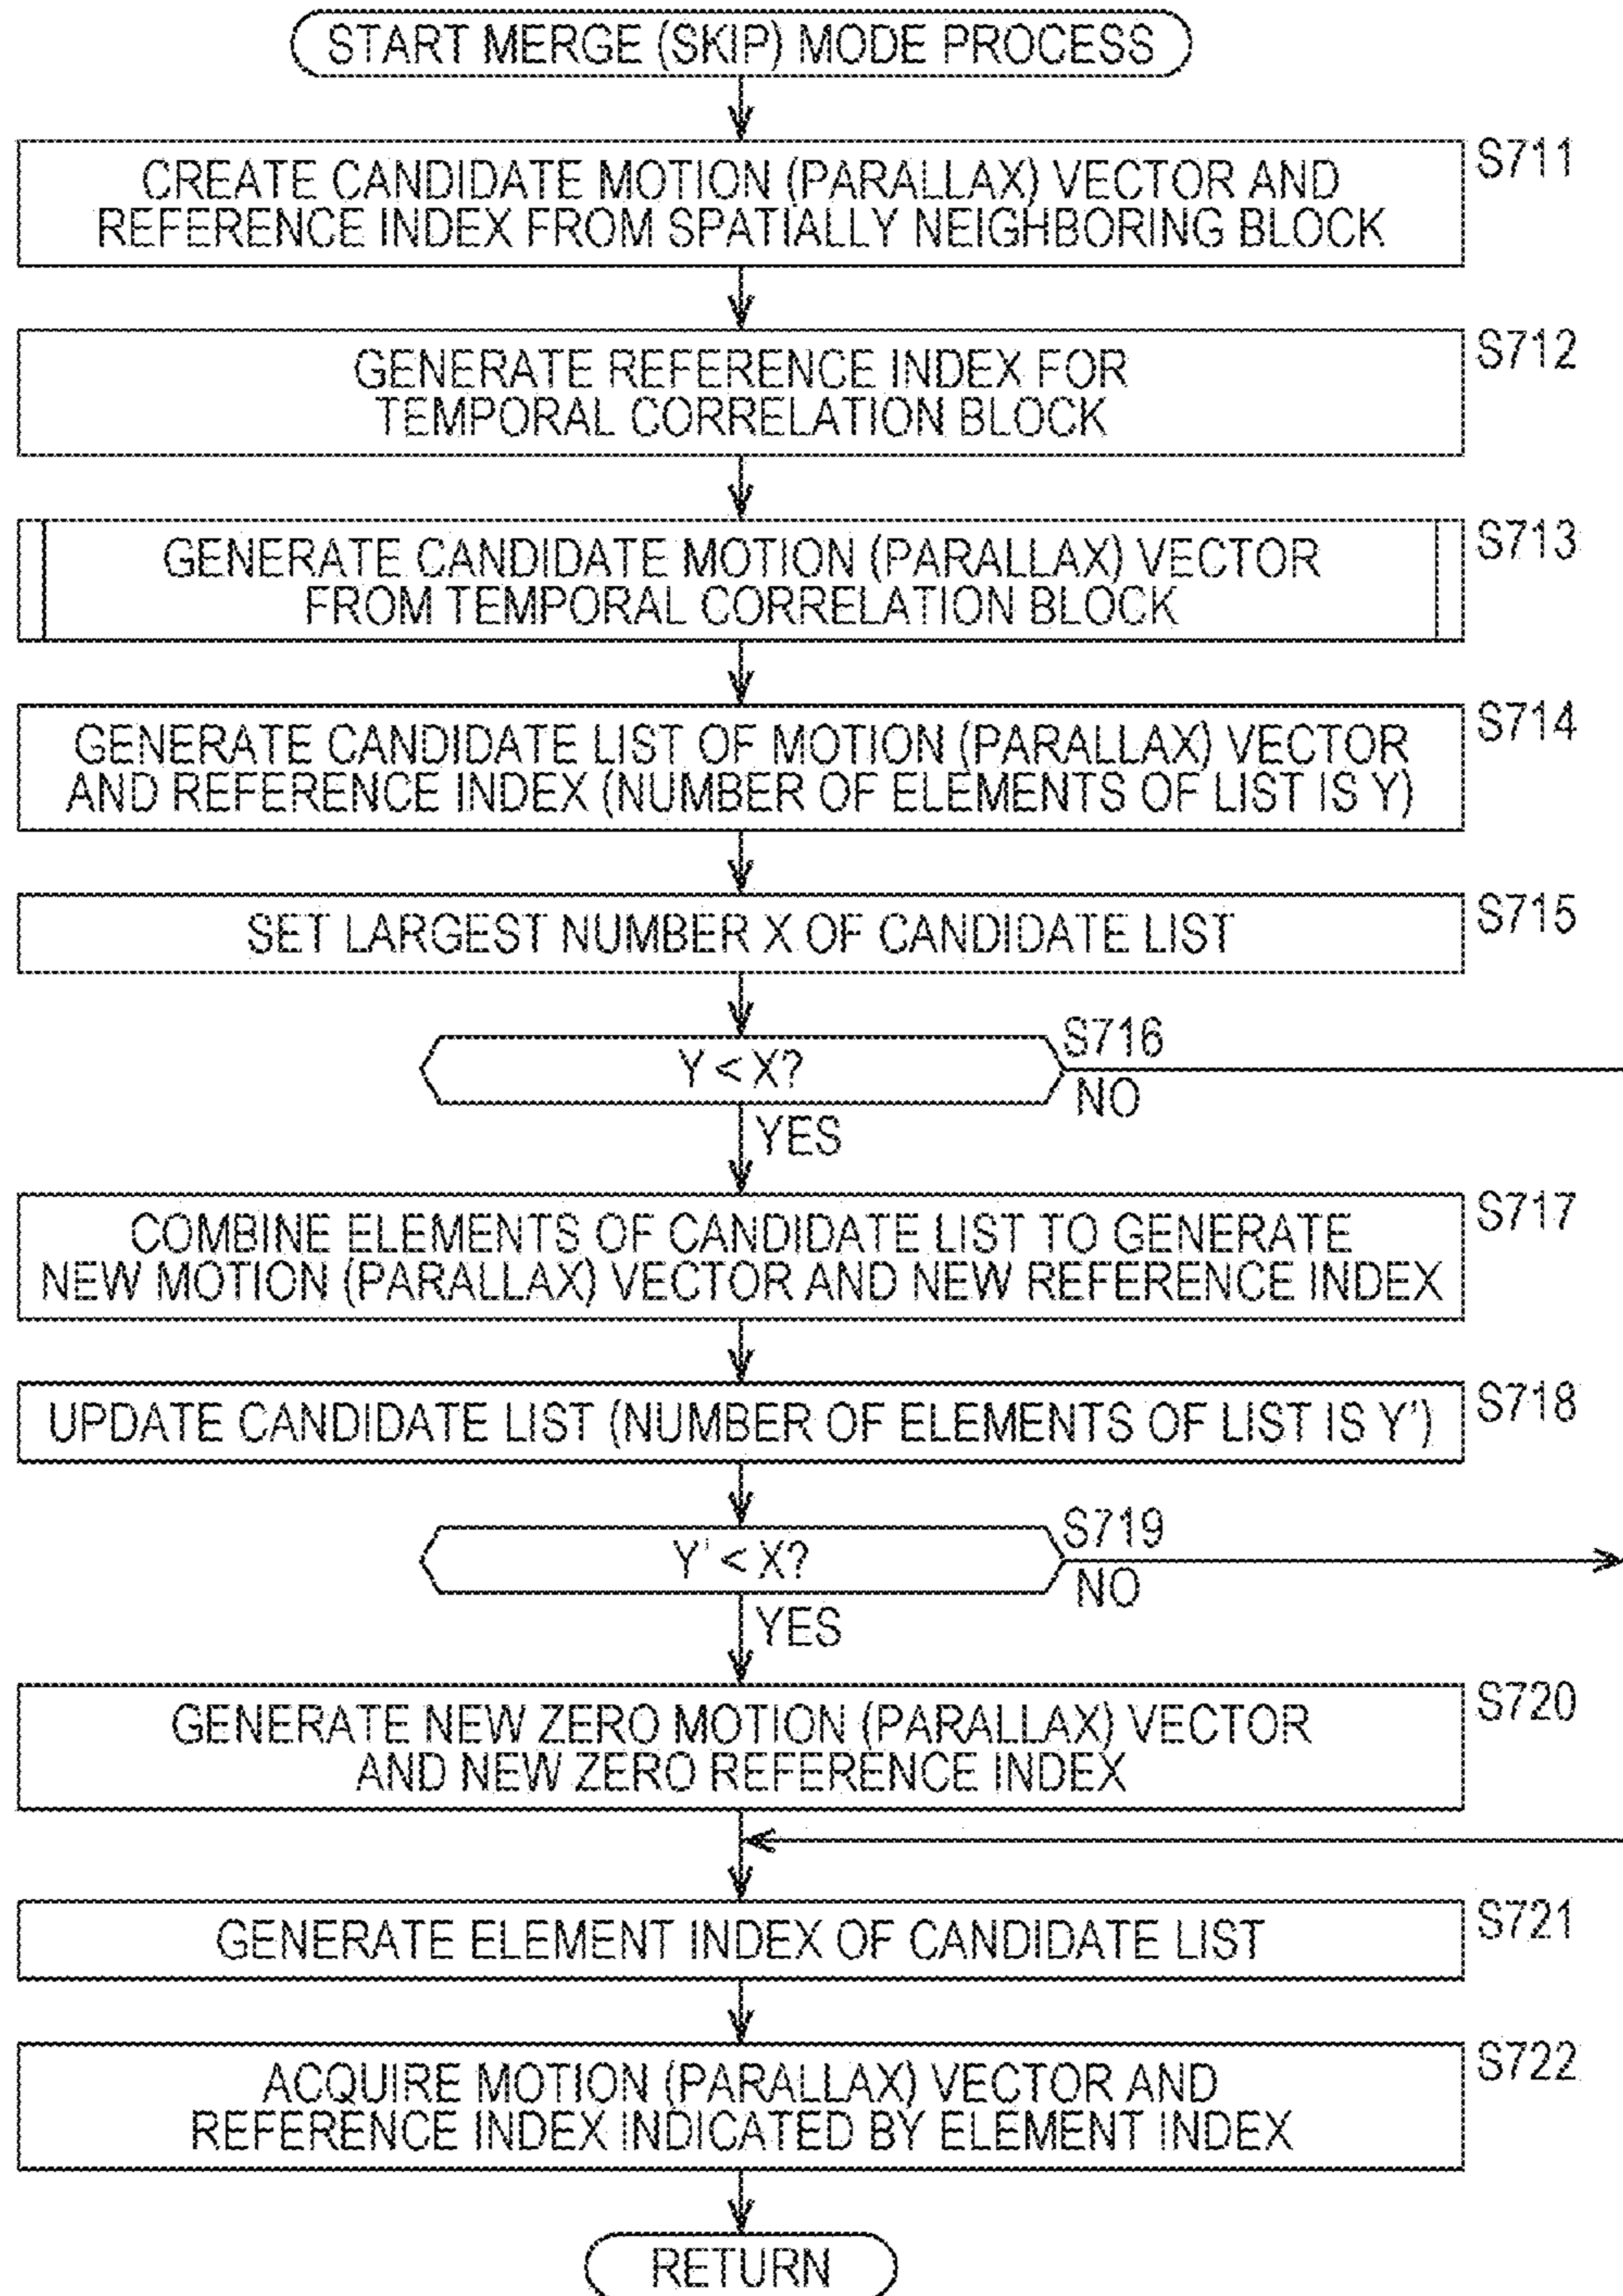 START MERGE (SKIP) MODE PROCESS
S711
CREATE CANDIDATE MOTION (PARALLAX) VECTOR AND
REFERENCE INDEX FROM SPATIALLY NEIGHBORING BLOCK
S712
GENERATE REFERENCE INDEX FOR
TEMPORAL CORRELATION BLOCK
S713
GENERATE CANDIDATE MOTION (PARALLAX) VECTOR
FROM TEMPORAL CORRELATION BLOCK
S714
GENERATE CANDIDATE LIST OF MOTION (PARALLAX) VECTOR
AND REFERENCE INDEX (NUMBER OF ELEMENTS OF LIST IS Y)
S715
SET LARGEST NUMBER X OF CANDIDATE LIST
S716
Y < X?
NO
YES
S717
COMBINE ELEMENTS OF CANDIDATE LIST TO GENERATE
NEW MOTION (PARALLAX) VECTOR AND NEW REFERENCE INDEX
S718
UPDATE CANDIDATE LIST (NUMBER OF ELEMENTS OF LIST IS Y')
S719
Y' < X?
NO
YES
S720
GENERATE NEW ZERO MOTION (PARALLAX) VECTOR
AND NEW ZERO REFERENCE INDEX
S721
GENERATE ELEMENT INDEX OF CANDIDATE LIST
S722
ACQUIRE MOTION (PARALLAX) VECTOR AND
REFERENCE INDEX INDICATED BY ELEMENT INDEX
RETURN